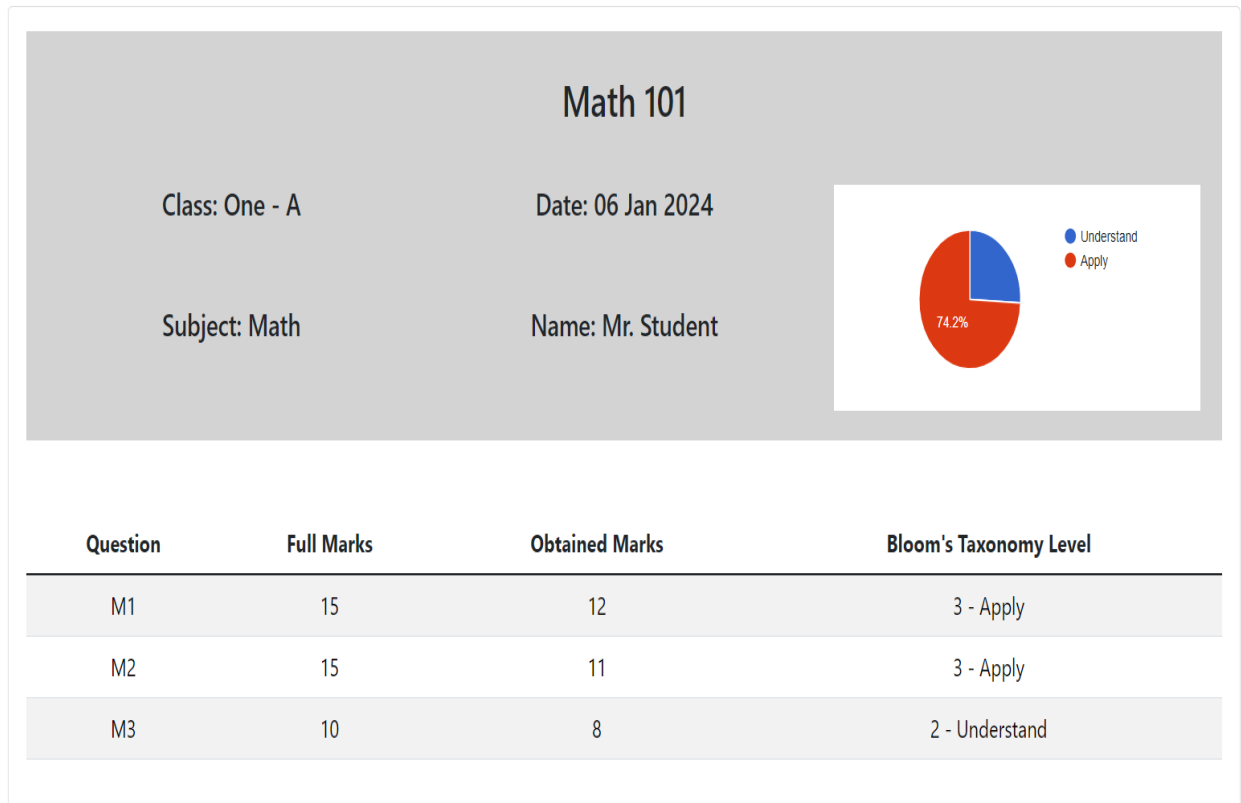 Math 101
Class: One - A
Date: 06 Jan 2024
Subject: Math
Name: Mr. Student
Understand
Apply
74.2%
Question Full Marks Obtained Marks Bloom's Taxonomy Level
M1 15 12 3 - Apply
M2 15 11 3 - Apply
M3 10 8 2 - Understand